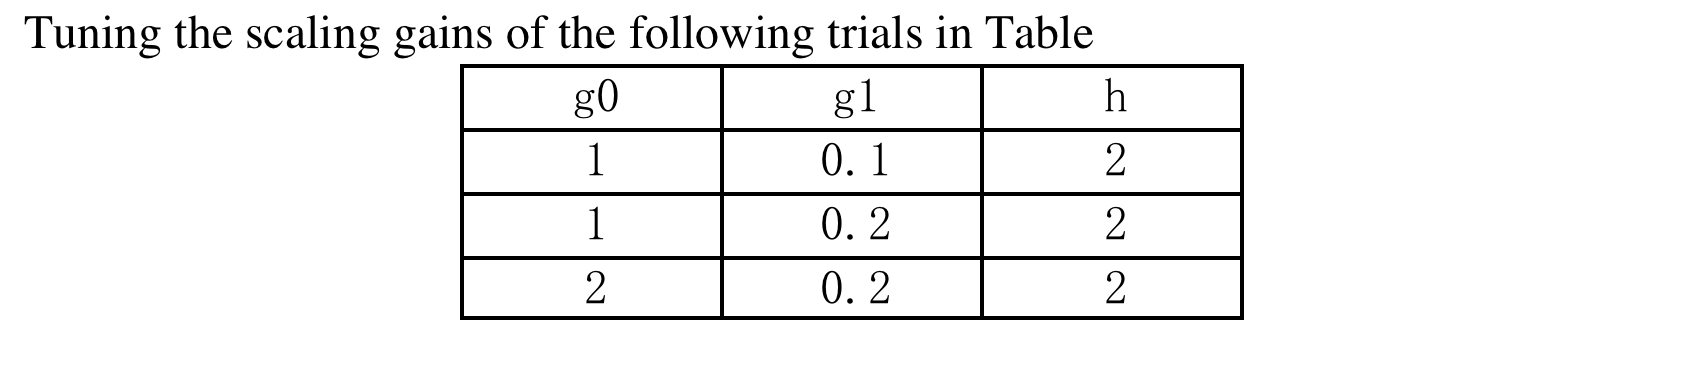 Tuning the scaling gains of the following trials in Table
g0 g1 h
1 0.1 2
1 0.2 2
2 0.2 2